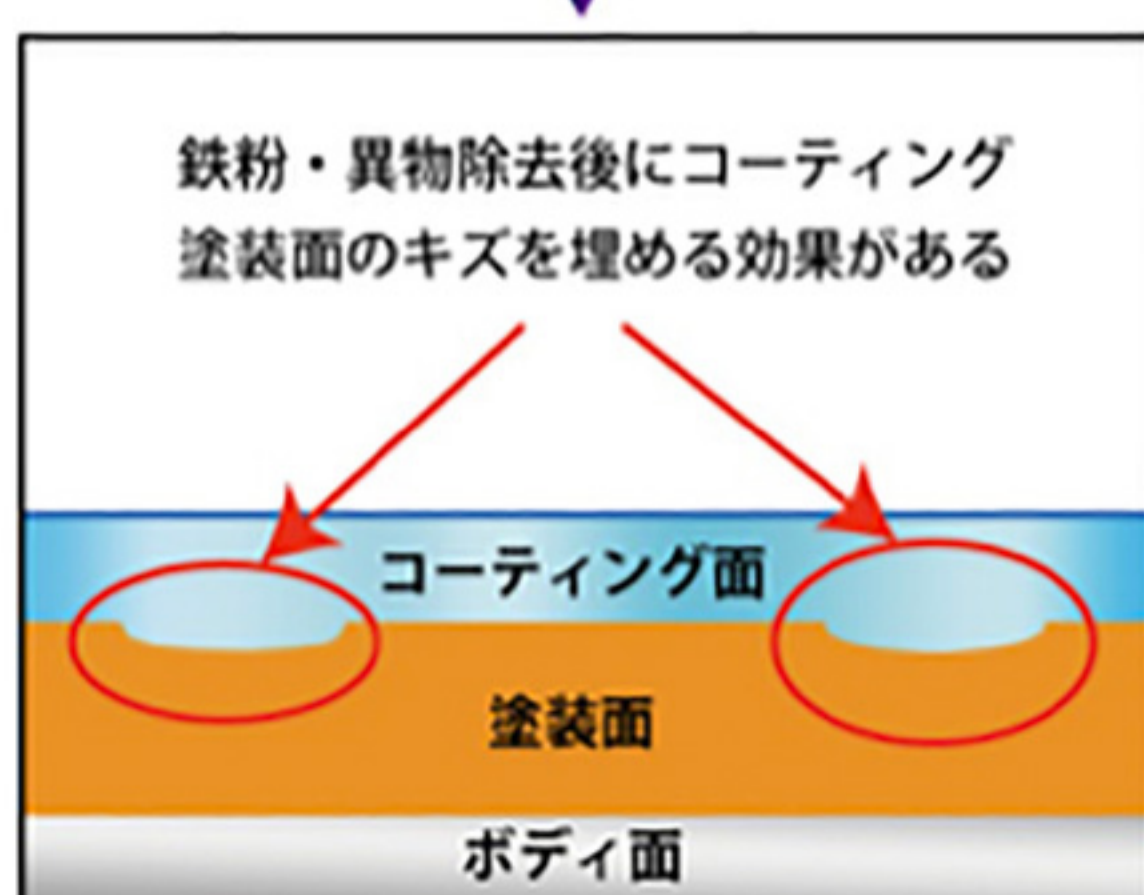 鉄粉・異物除去後にコーティング
塗装面のキズを埋める効果がある
コーティング面
塗装面
ボディ面